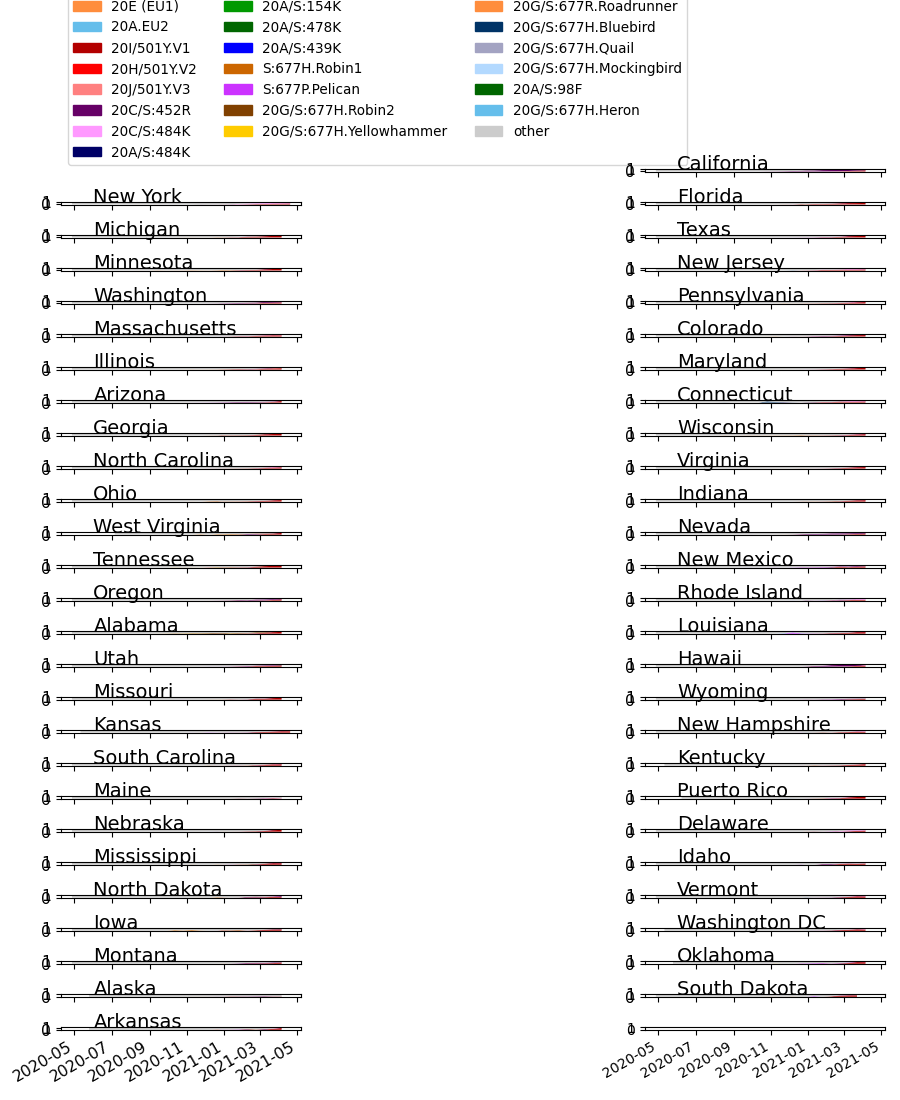 20E (EU1)
20A.EU2
20I/501Y.V1
20H/501Y.V2
20J/501Y.V3
20C/S:452R
20C/S:484K
20A/S:484K
20A/S:154K
20A/S:478K
20A/S:439K
S:677H.Robin1
S:677P.Pelican
20G/S:677H.Robin2
20G/S:677H.Yellowhammer
20G/S:677R.Roadrunner
20G/S:677H.Bluebird
20G/S:677H.Quail
20G/S:677H.Mockingbird
20A/S:98F
20G/S:677H.Heron
other
California
New York
Florida
Michigan
Texas
Minnesota
New Jersey
Washington
Pennsylvania
Massachusetts
Colorado
Illinois
Maryland
Arizona
Connecticut
Georgia
Wisconsin
North Carolina
Virginia
Ohio
Indiana
West Virginia
Nevada
Tennessee
New Mexico
Oregon
Rhode Island
Alabama
Louisiana
Utah
Hawaii
Missouri
Wyoming
Kansas
New Hampshire
South Carolina
Kentucky
Maine
Puerto Rico
Nebraska
Delaware
Mississippi
Idaho
North Dakota
Vermont
Iowa
Washington DC
Montana
Oklahoma
Alaska
South Dakota
Arkansas
2020-05 2020-07 2020-09 2020-11 2021-01 2021-03 2021-05
2020-05 2020-07 2020-09 2020-11 2021-01 2021-03 2021-05